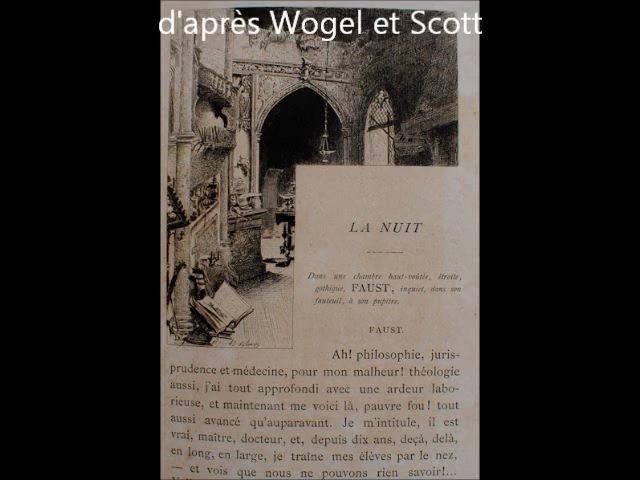 d'après Wogel et Scott
LA NUIT
Dans une chambre haut-voûtée, étroite,
gothique, FAUST, inquiet, dans son
fauteuil, à son pupitre.
FAUST.
Ah! philosophie, juris-
prudence et médecine, pour mon malheur! théologie
aussi, j'ai tout approfondi avec une ardeur labo-
rieuse, et maintenant me voici là, pauvre fou! tout
aussi avancé qu'auparavant. Je m'intitule, il est
vrai, maître, docteur, et, depuis dix ans, deçà, delà,
en long, en large, je traîne mes élèves par le nez,
— et vois que nous ne pouvons rien savoir!...